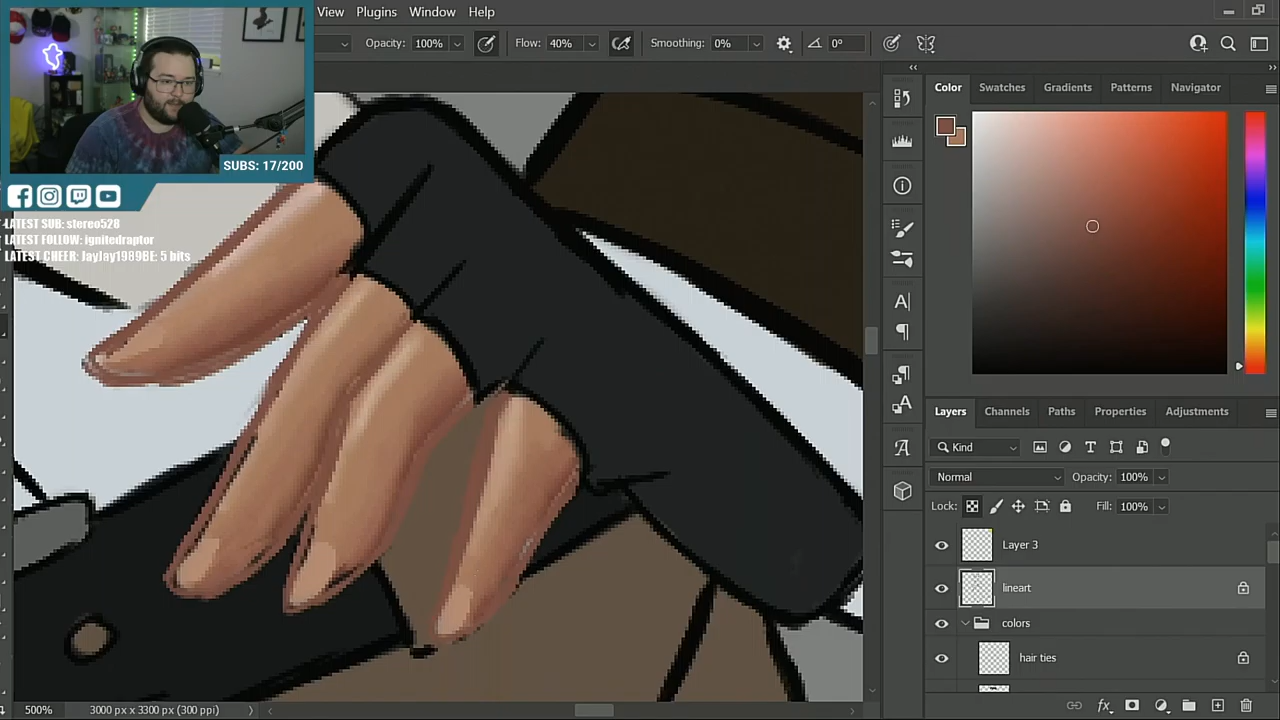 View Plugins Window Help
Opacity: 100% Flow: 40% Smoothing: 0% 0°
SUBS: 17/200
LATEST SUB: stereo528
LATEST FOLLOW: ignitedraptor
LATEST CHEER: JayJay1989BE: 5 bits
Color Swatches Gradients Patterns Navigator
Layers Channels Paths Properties Adjustments
Kind
Normal Opacity: 100%
Lock: Fill: 100%
Layer 3
lineart
colors
hair ties
500% 3000 px x 3300 px (300 ppi)